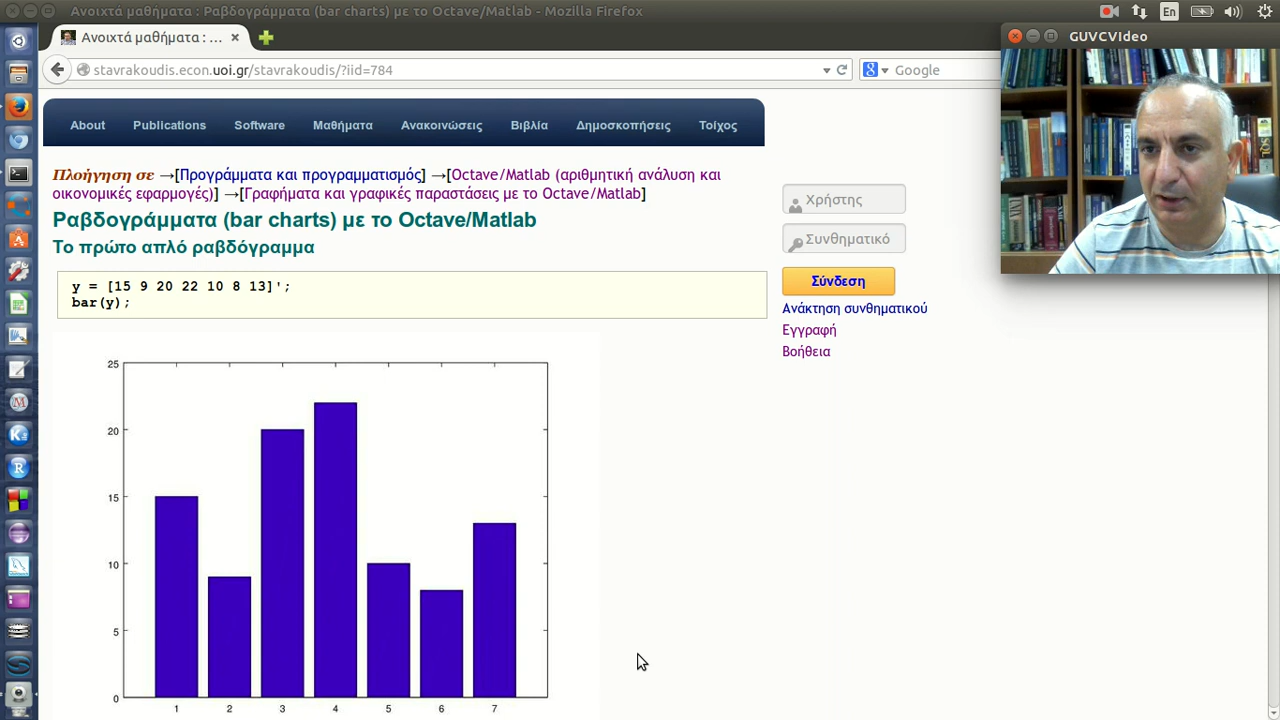 Ανοιχτά μαθήματα : Ραβδογράμματα (bar charts) με το Octave/Matlab - Mozilla Firefox
En
Ανοιχτά μαθήματα : ...
GUVCVIdeo
stavrakoudis.econ.uoi.gr/stavrakoudis/?iid=784
Google
About Publications Software Μαθήματα Ανακοινώσεις Βιβλία Δημοσκοπήσεις Τοίχος
Πλοήγηση σε →[Προγράμματα και προγραμματισμός] →[Octave/Matlab (αριθμητική ανάλυση και
οικονομικές εφαρμογές)] →[Γραφήματα και γραφικές παραστάσεις με το Octave/Matlab]
Ραβδογράμματα (bar charts) με το Octave/Matlab
Το πρώτο απλό ραβδόγραμμα
y = [15 9 20 22 10 8 13]';
bar(y);
25
20
15
10
5
0
1 2 3 4 5 6 7
Χρήστης
Συνθηματικό
Σύνδεση
Ανάκτηση συνθηματικού
Εγγραφή
Βοήθεια